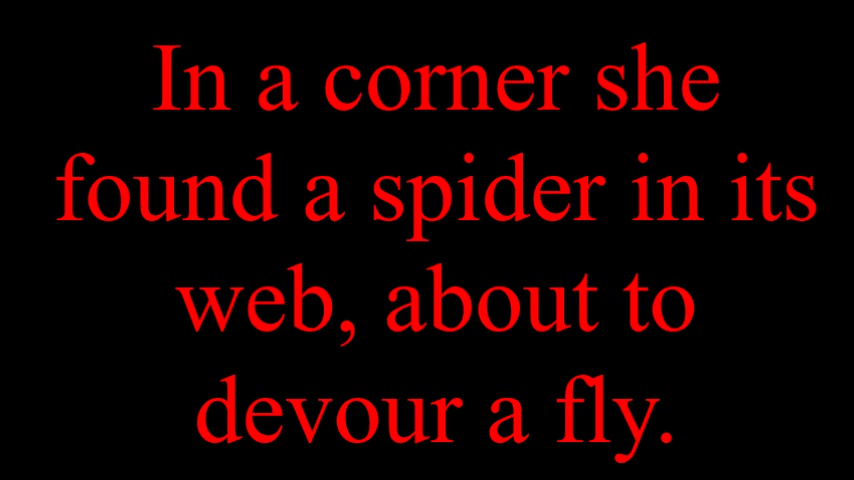 In a corner she
found a spider in its
web, about to
devour a fly.